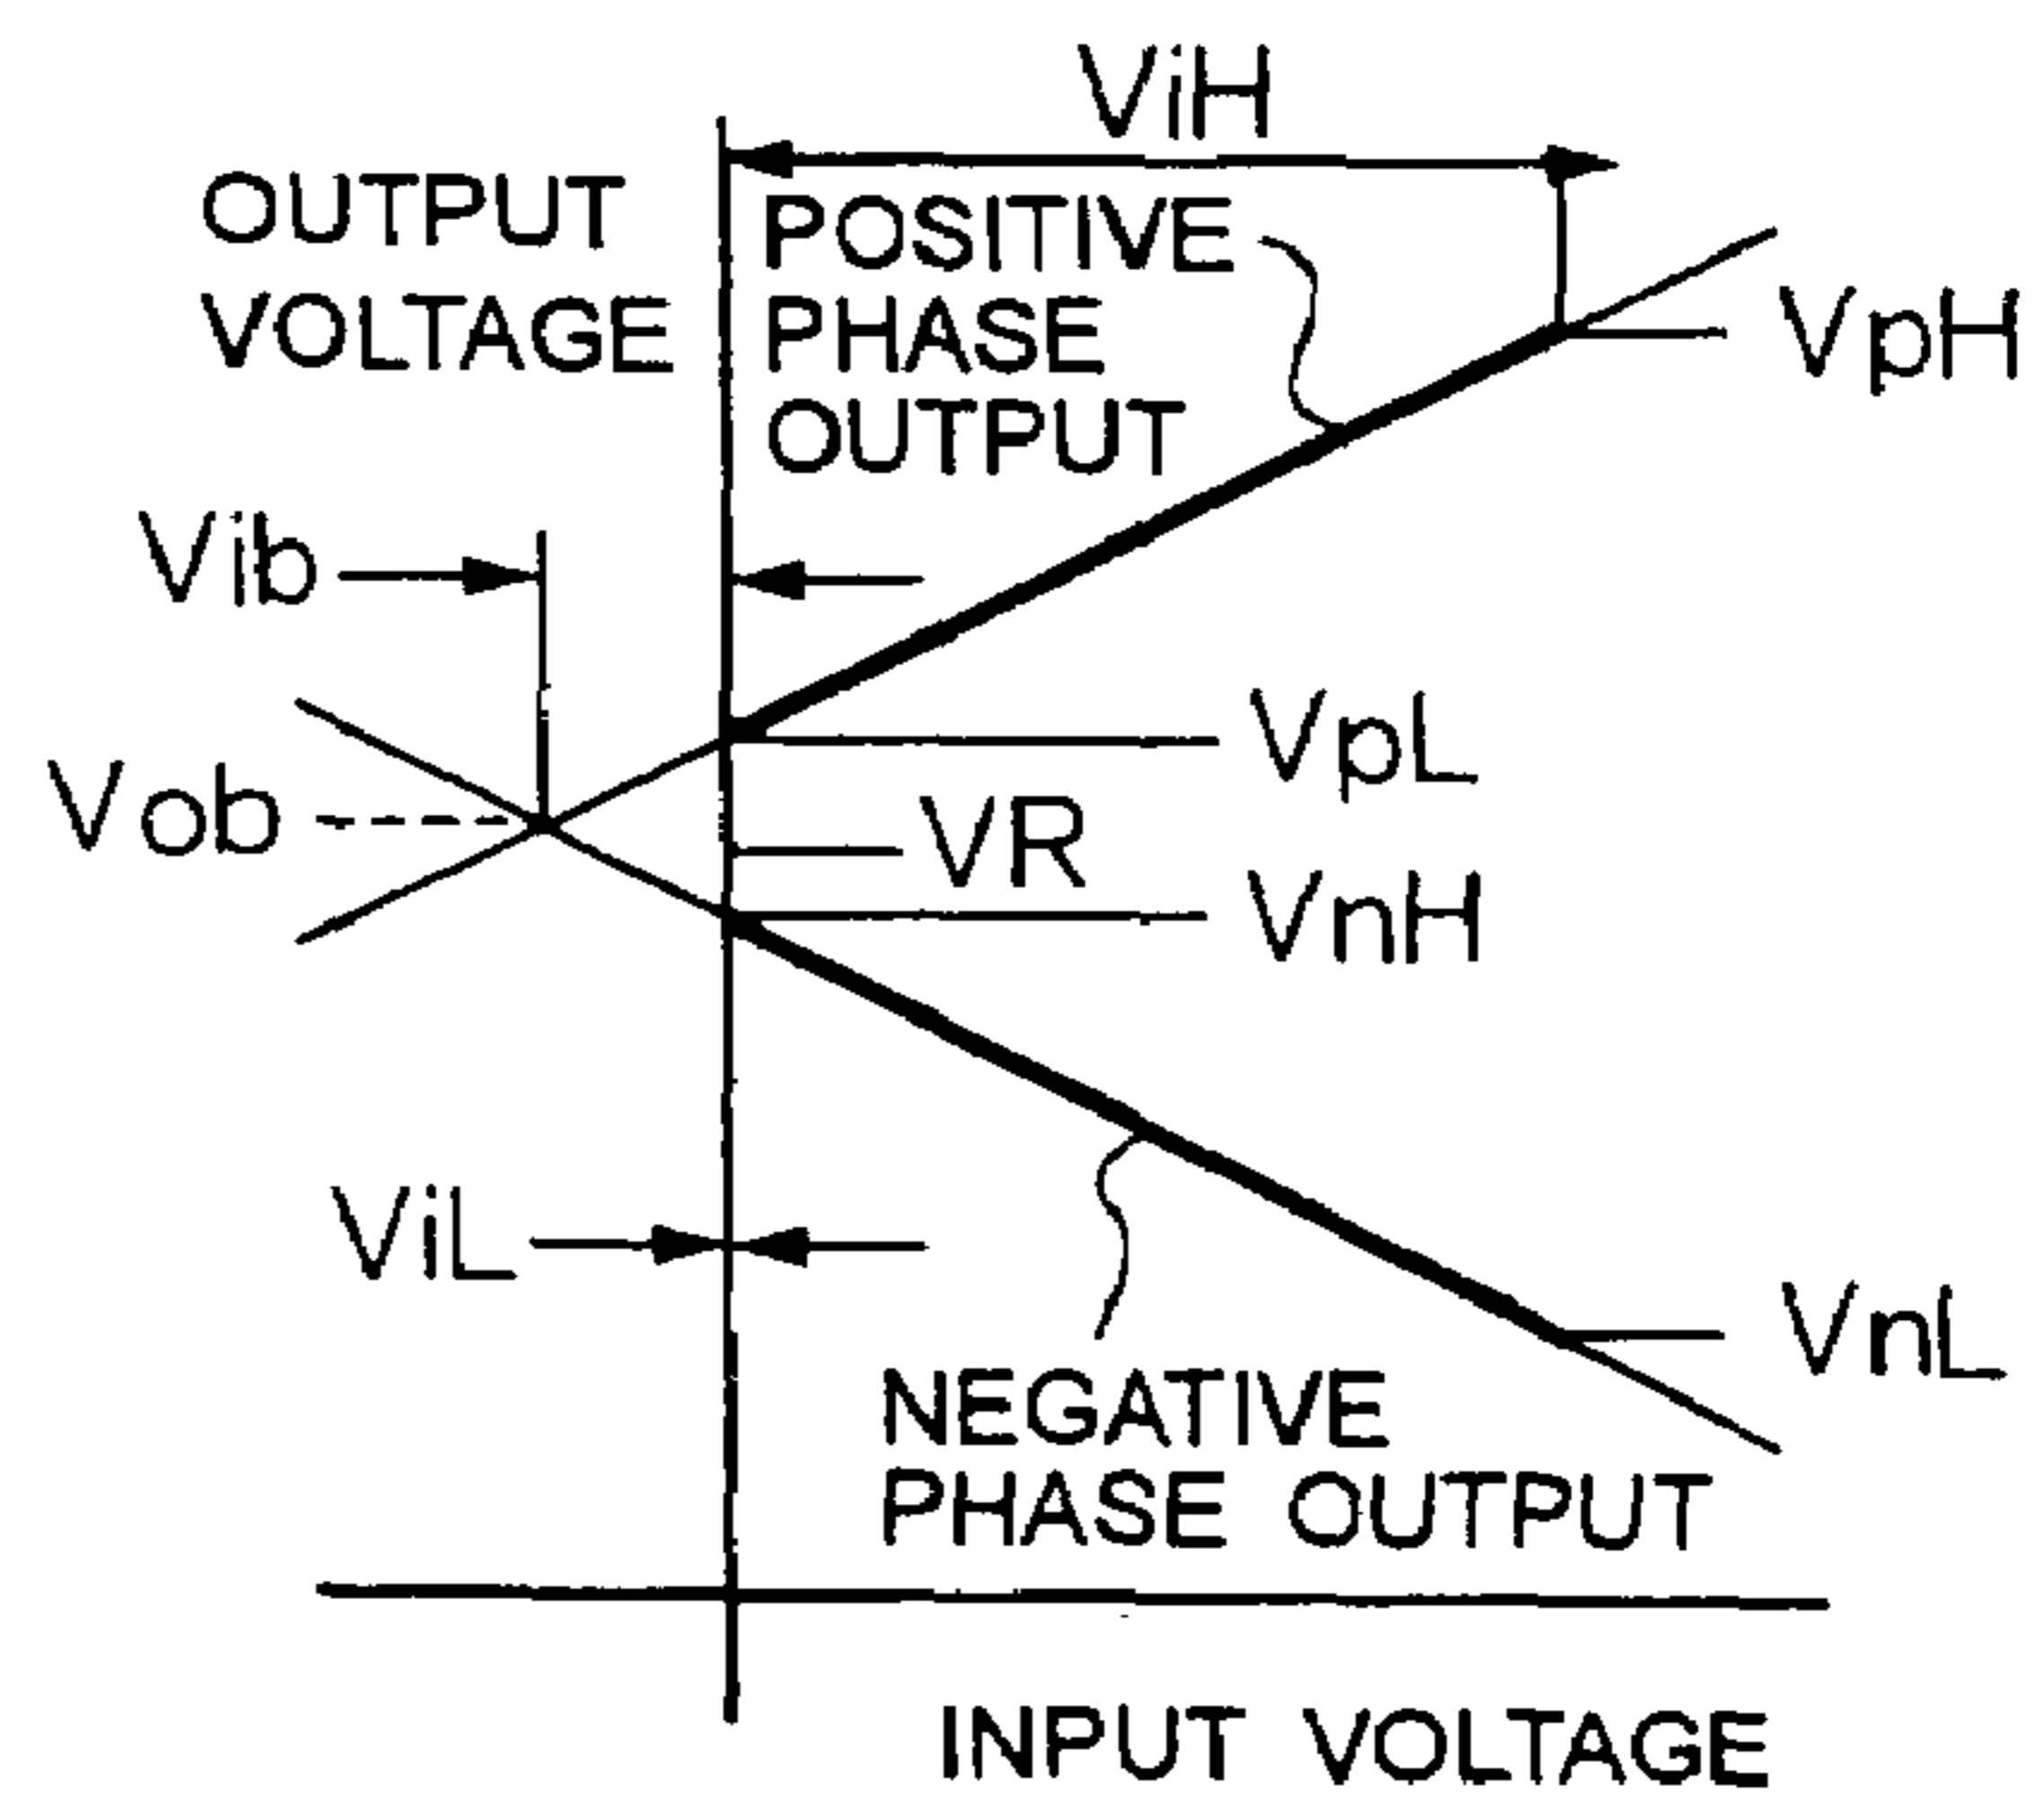 ViH
OUTPUT
VOLTAGE
POSITIVE
PHASE
OUTPUT
VpH
Vib
VpL
Vob
VR
VnH
ViL
VnL
NEGATIVE
PHASE OUTPUT
INPUT VOLTAGE